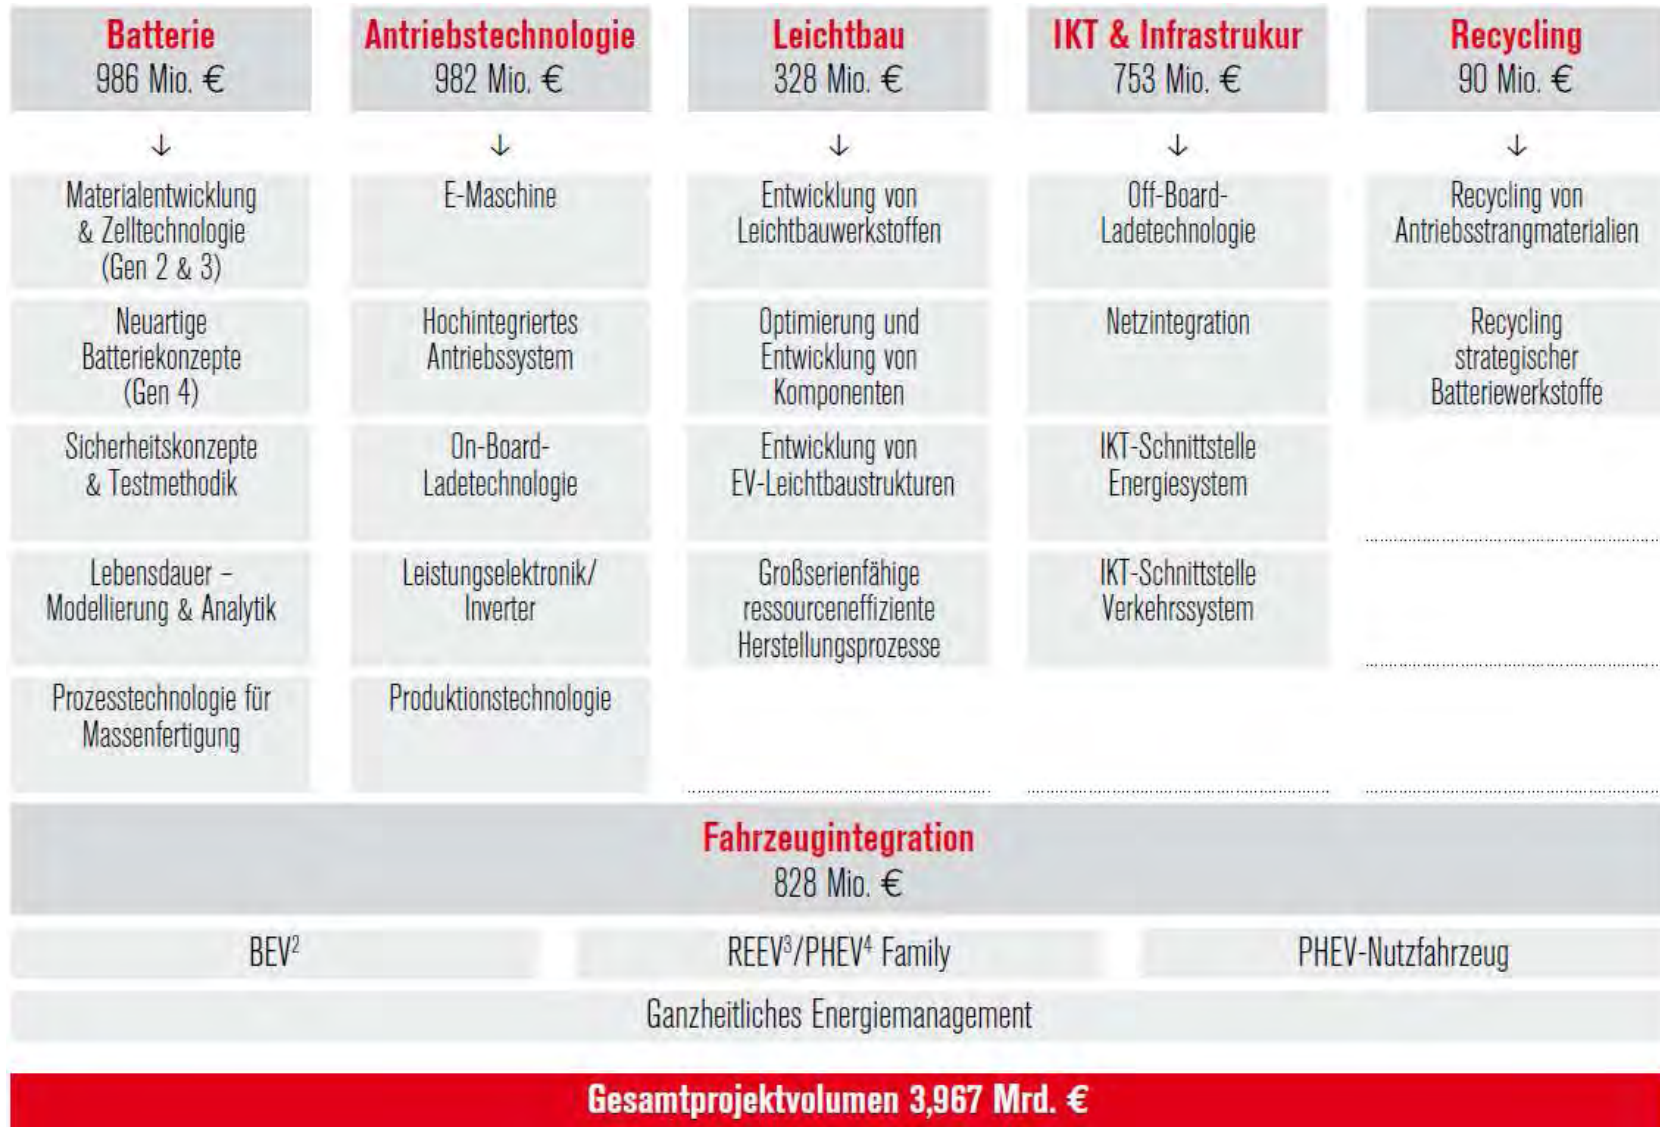 Batterie
986 Mio. €
Antriebstechnologie
982 Mio. €
Leichtbau
328 Mio. €
IKT & Infrastrukur
753 Mio. €
Recycling
90 Mio. €
↓
↓
↓
↓
↓
Materialentwicklung
& Zelltechnologie
(Gen 2 & 3)
E-Maschine
Entwicklung von
Leichtbauwerkstoffen
Off-Board-
Ladetechnologie
Recycling von
Antriebsstrangmaterialien
Neuartige
Batteriekonzepte
(Gen 4)
Hochintegriertes
Antriebssystem
Optimierung und
Entwicklung von
Komponenten
Netzintegration
Recycling
strategischer
Batteriewerkstoffe
Sicherheitskonzepte
& Testmethodik
On-Board-
Ladetechnologie
Entwicklung von
EV-Leichtbaustrukturen
IKT-Schnittstelle
Energiesystem
Lebensdauer –
Modellierung & Analytik
Leistungselektronik/
Inverter
Großserienfähige
ressourceneffiziente
Herstellungsprozesse
IKT-Schnittstelle
Verkehrssystem
Prozesstechnologie für
Massenfertigung
Produktionstechnologie
Fahrzeugintegration
828 Mio. €
BEV²
REEV³/PHEV⁴ Family
PHEV-Nutzfahrzeug
Ganzheitliches Energiemanagement
Gesamtprojektvolumen 3,967 Mrd. €